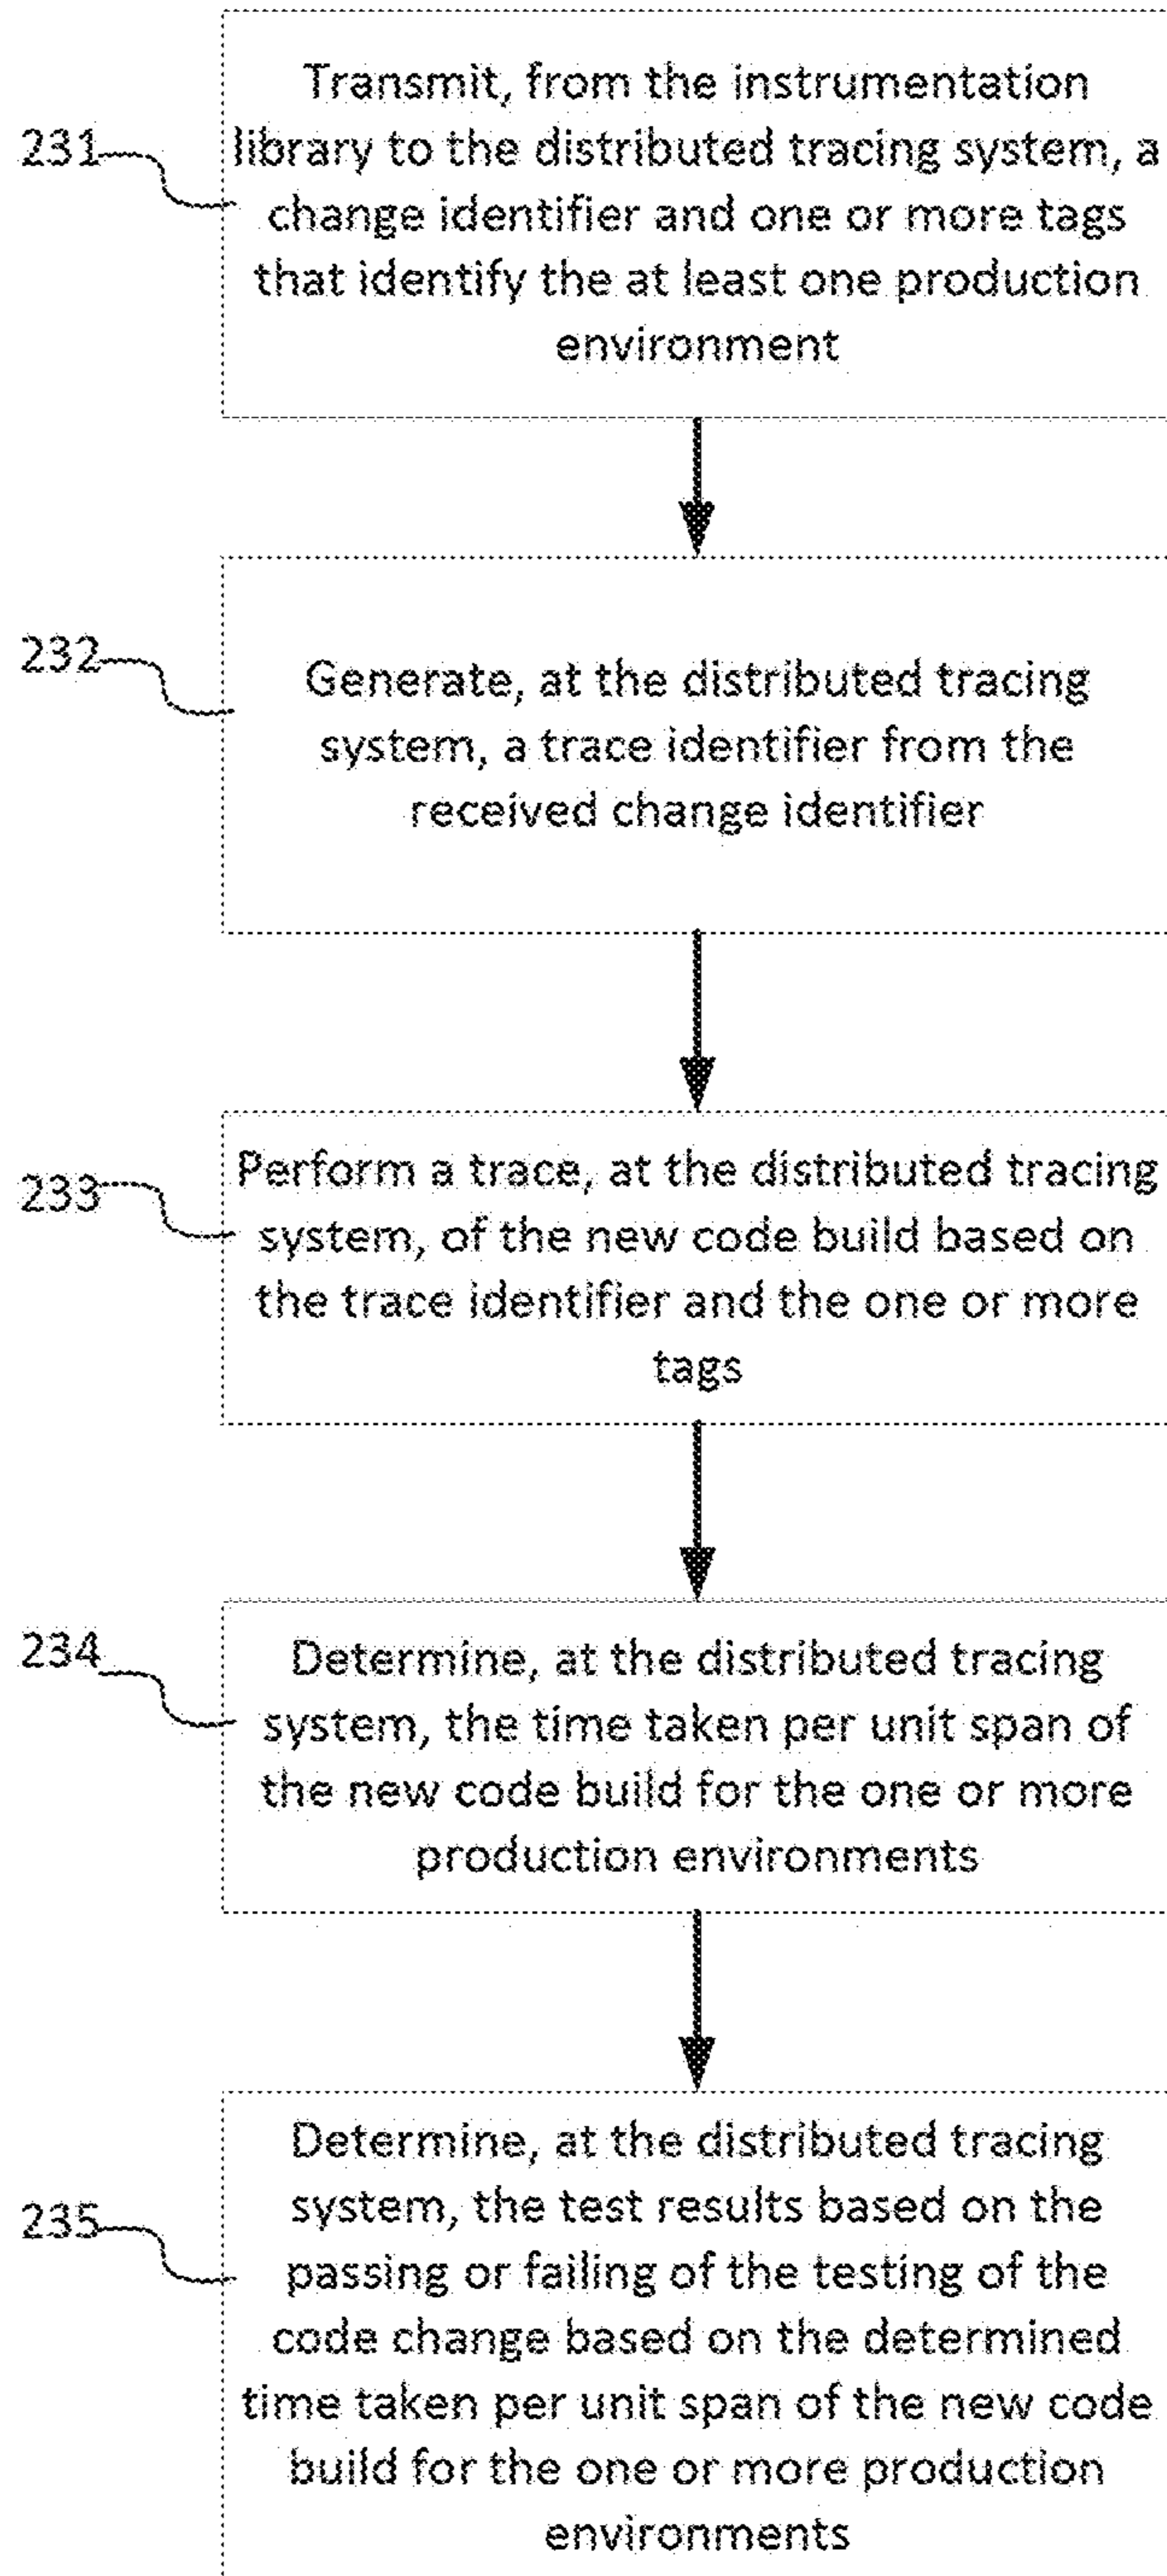 Transmit, from the instrumentation
231
library to the distributed tracing system, a
change identifier and one or more tags
that identify the at least one production
environment
232
Generate, at the distributed tracing
system, a trace identifier from the
received change identifier
233
Perform a trace, at the distributed tracing
system, of the new code build based on
the trace identifier and the one or more
tags
234
Determine, at the distributed tracing
system, the time taken per unit span of
the new code build for the one or more
production environments
235
Determine, at the distributed tracing
system, the test results based on the
passing or failing of the testing of the
code change based on the determined
time taken per unit span of the new code
build for the one or more production
environments